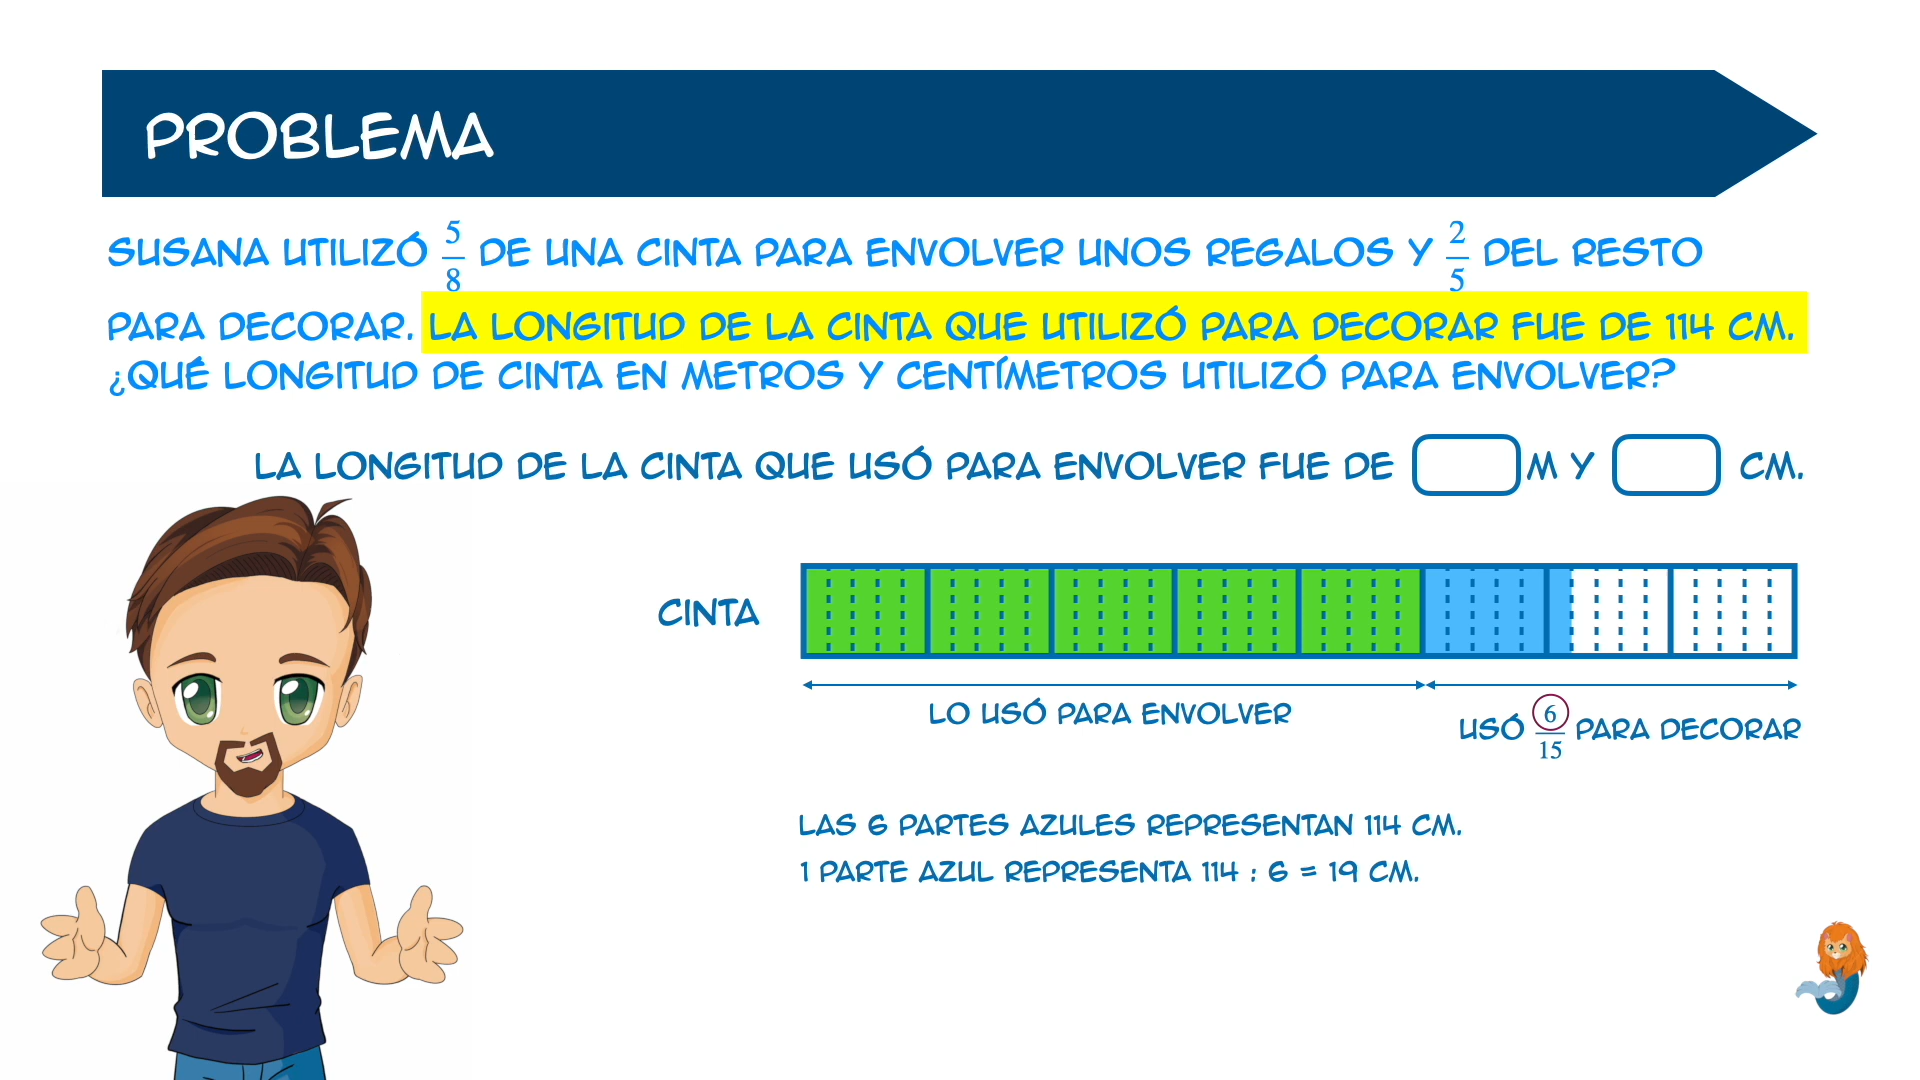 PROBLEMA
SUSANA UTILIZÓ 5/8 DE UNA CINTA PARA ENVOLVER UNOS REGALOS Y 2/5 DEL RESTO
PARA DECORAR. LA LONGITUD DE LA CINTA QUE UTILIZÓ PARA DECORAR FUE DE 114 CM.
¿QUÉ LONGITUD DE CINTA EN METROS Y CENTÍMETROS UTILIZÓ PARA ENVOLVER?
LA LONGITUD DE LA CINTA QUE USÓ PARA ENVOLVER FUE DE M Y CM.
CINTA
LO USÓ PARA ENVOLVER
USÓ 6/15 PARA DECORAR
LAS 6 PARTES AZULES REPRESENTAN 114 CM.
1 PARTE AZUL REPRESENTA 114 : 6 = 19 CM.